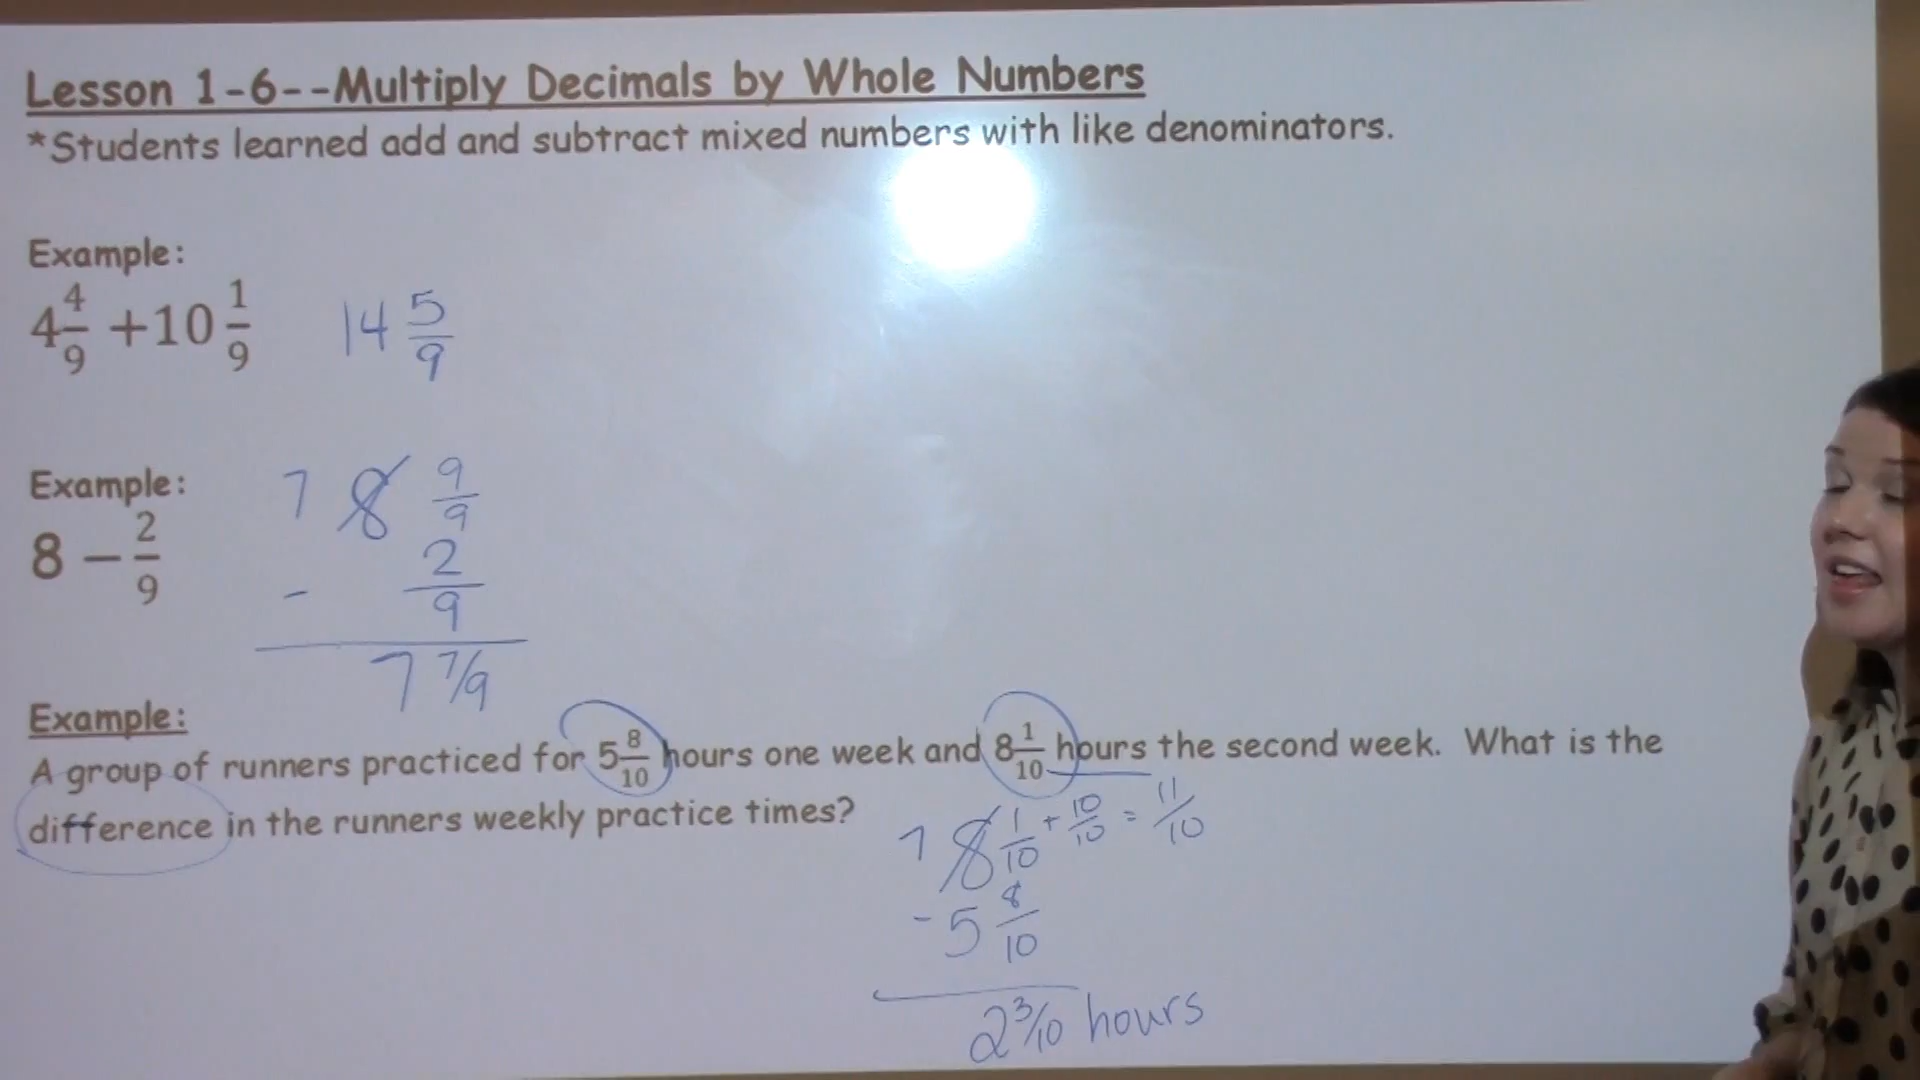 Lesson 1-6--Multiply Decimals by Whole Numbers
*Students learned add and subtract mixed numbers with like denominators.
Example:
4 4/9 + 10 1/9 14 5/9
Example:
8 − 2/9
7 8 9/9
- 2/9
7 7/9
Example:
A group of runners practiced for 5 8/10 hours one week and 8 1/10 hours the second week. What is the
difference in the runners weekly practice times?
7 8 1/10 + 10/10 = 11/10
- 5 8/10
2 3/10 hours